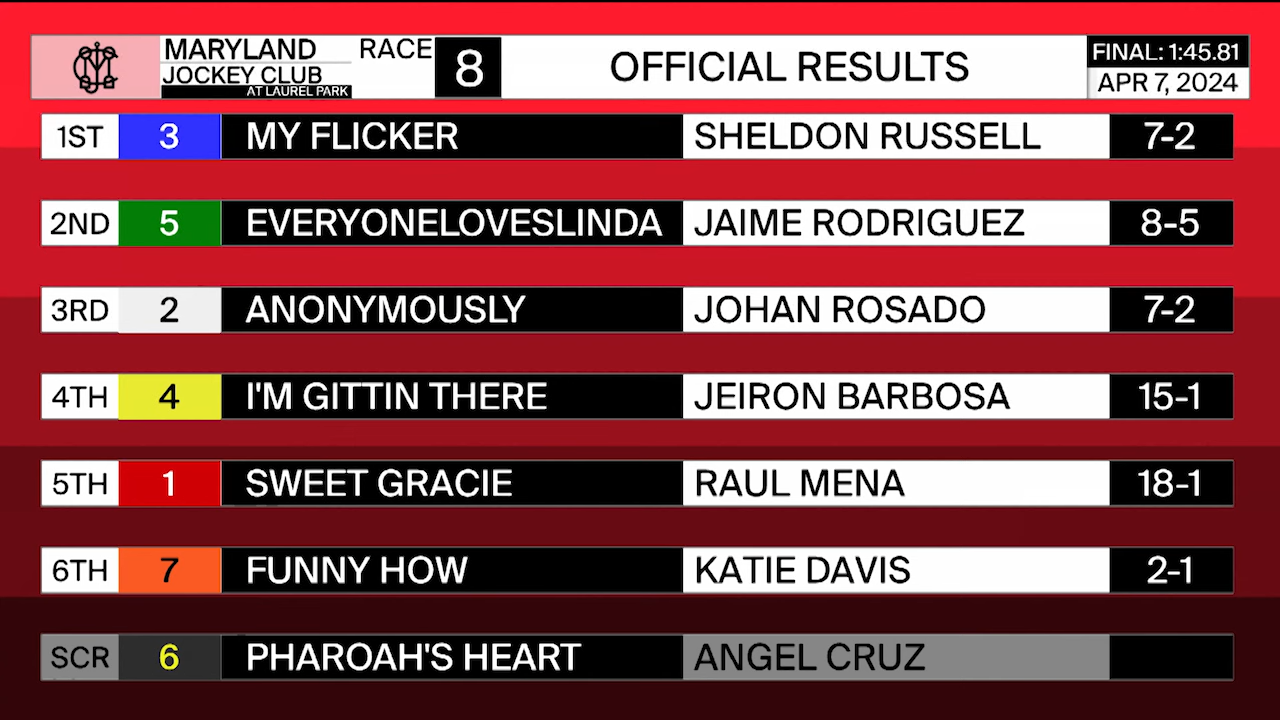 MARYLAND
JOCKEY CLUB
AT LAUREL PARK
RACE 8
OFFICIAL RESULTS
FINAL: 1:45.81
APR 7, 2024
1ST 3 MY FLICKER SHELDON RUSSELL 7-2
2ND 5 EVERYONELOVESLINDA JAIME RODRIGUEZ 8-5
3RD 2 ANONYMOUSLY JOHAN ROSADO 7-2
4TH 4 I'M GITTIN THERE JEIRON BARBOSA 15-1
5TH 1 SWEET GRACIE RAUL MENA 18-1
6TH 7 FUNNY HOW KATIE DAVIS 2-1
SCR 6 PHAROAH'S HEART ANGEL CRUZ